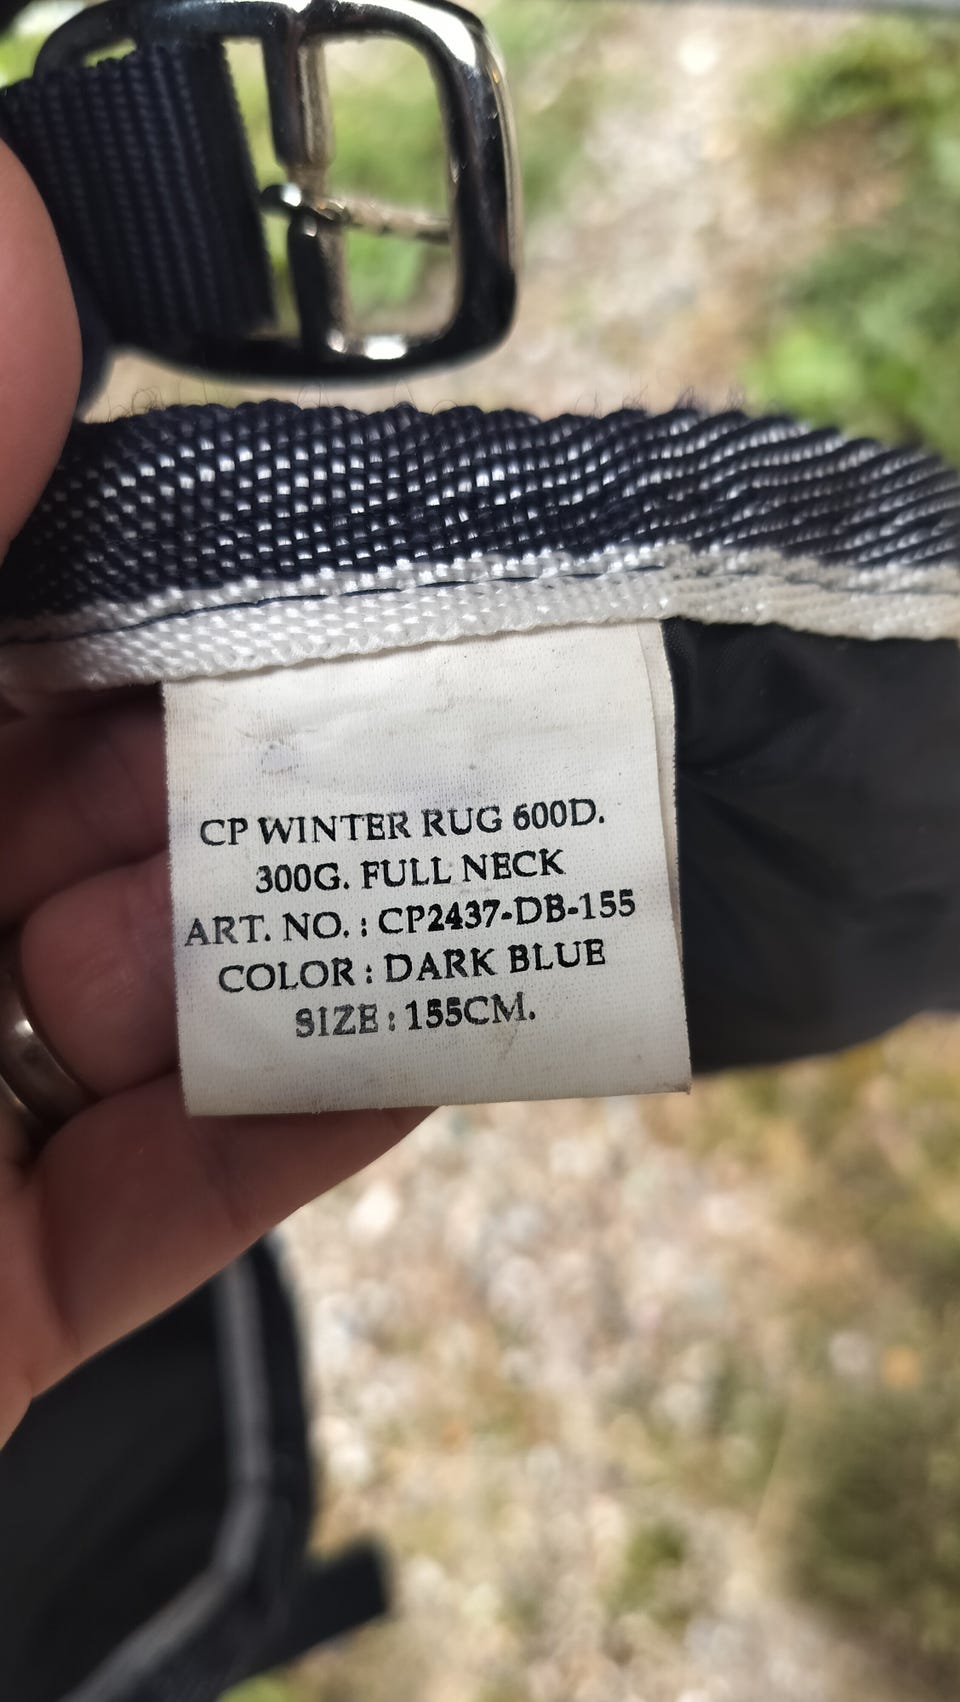 CP WINTER RUG 600D.
300G. FULL NECK
ART. NO. : CP2437-DB-155
COLOR : DARK BLUE
SIZE : 155CM.